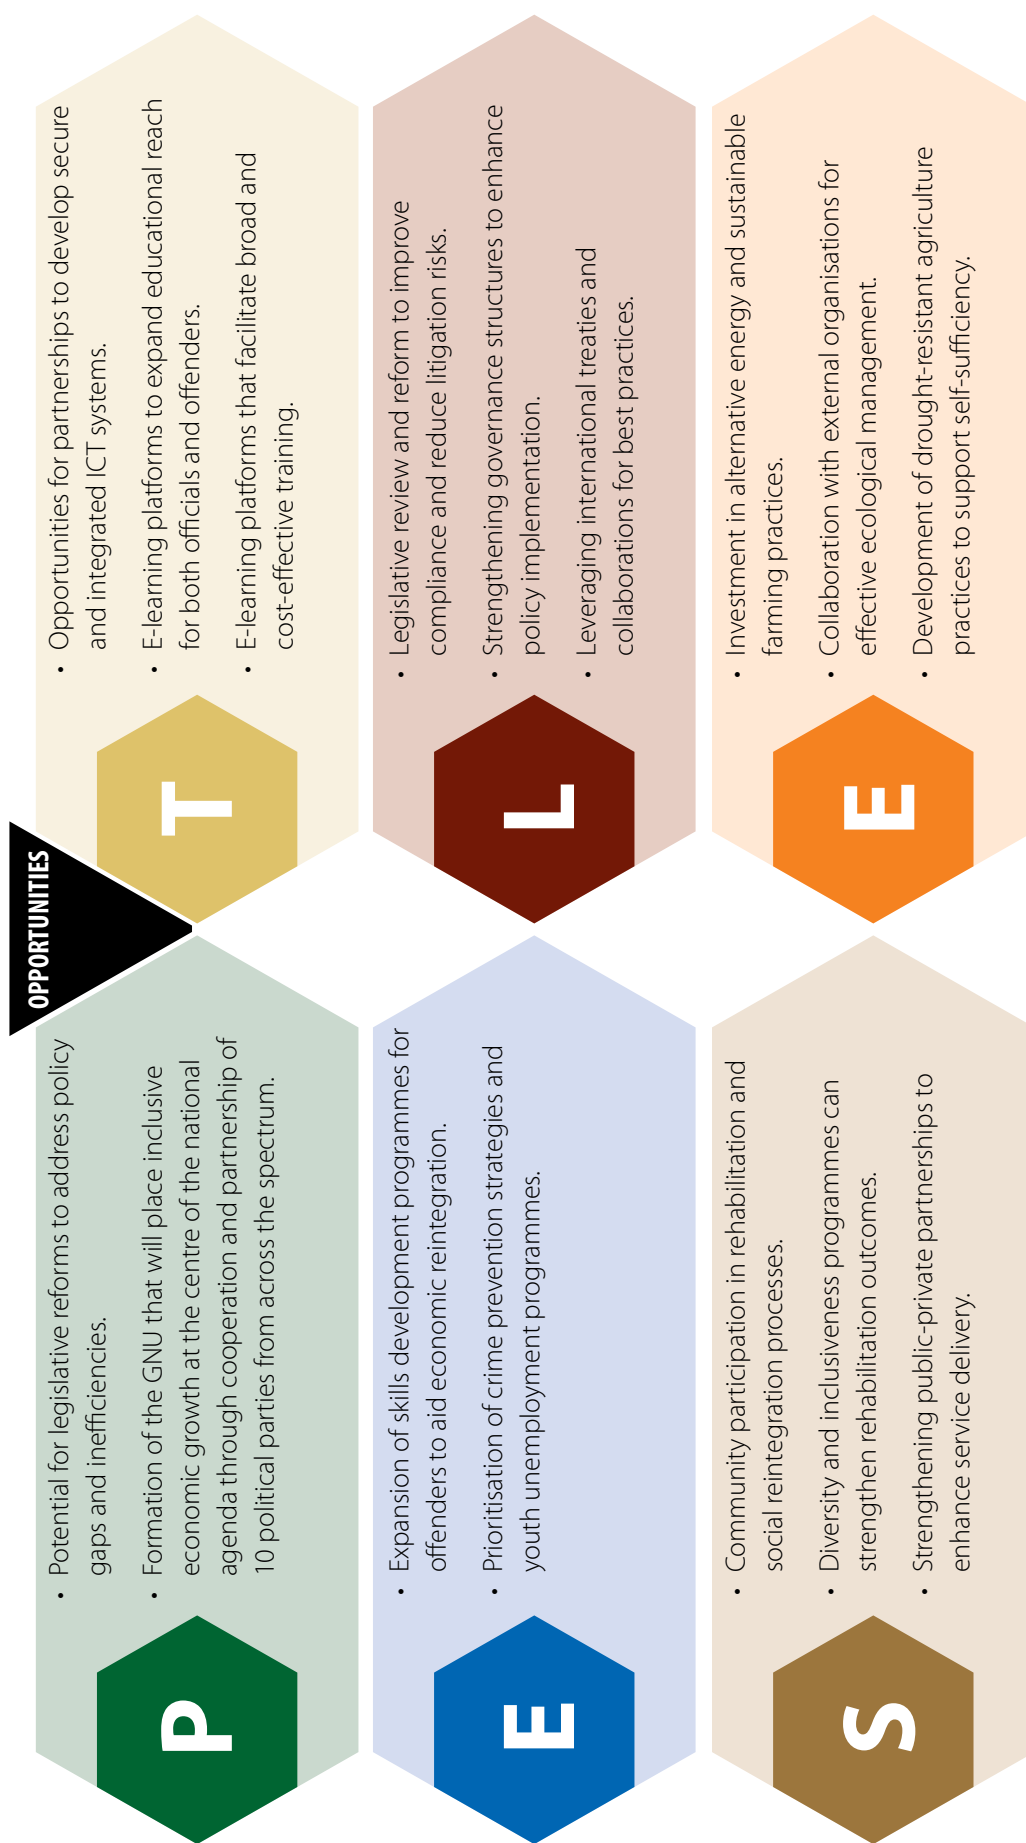 OPPORTUNITIES
P
• Potential for legislative reforms to address policy
gaps and inefficiencies.
• Formation of the GNU that will place inclusive
economic growth at the centre of the national
agenda through cooperation and partnership of
10 political parties from across the spectrum.
T
• Opportunities for partnerships to develop secure
and integrated ICT systems.
• E-learning platforms to expand educational reach
for both officials and offenders.
• E-learning platforms that facilitate broad and
cost-effective training.
E
• Expansion of skills development programmes for
offenders to aid economic reintegration.
• Prioritisation of crime prevention strategies and
youth unemployment programmes.
L
• Legislative review and reform to improve
compliance and reduce litigation risks.
• Strengthening governance structures to enhance
policy implementation.
• Leveraging international treaties and
collaborations for best practices.
S
• Community participation in rehabilitation and
social reintegration processes.
• Diversity and inclusiveness programmes can
strengthen rehabilitation outcomes.
• Strengthening public-private partnerships to
enhance service delivery.
E
• Investment in alternative energy and sustainable
farming practices.
• Collaboration with external organisations for
effective ecological management.
• Development of drought-resistant agriculture
practices to support self-sufficiency.